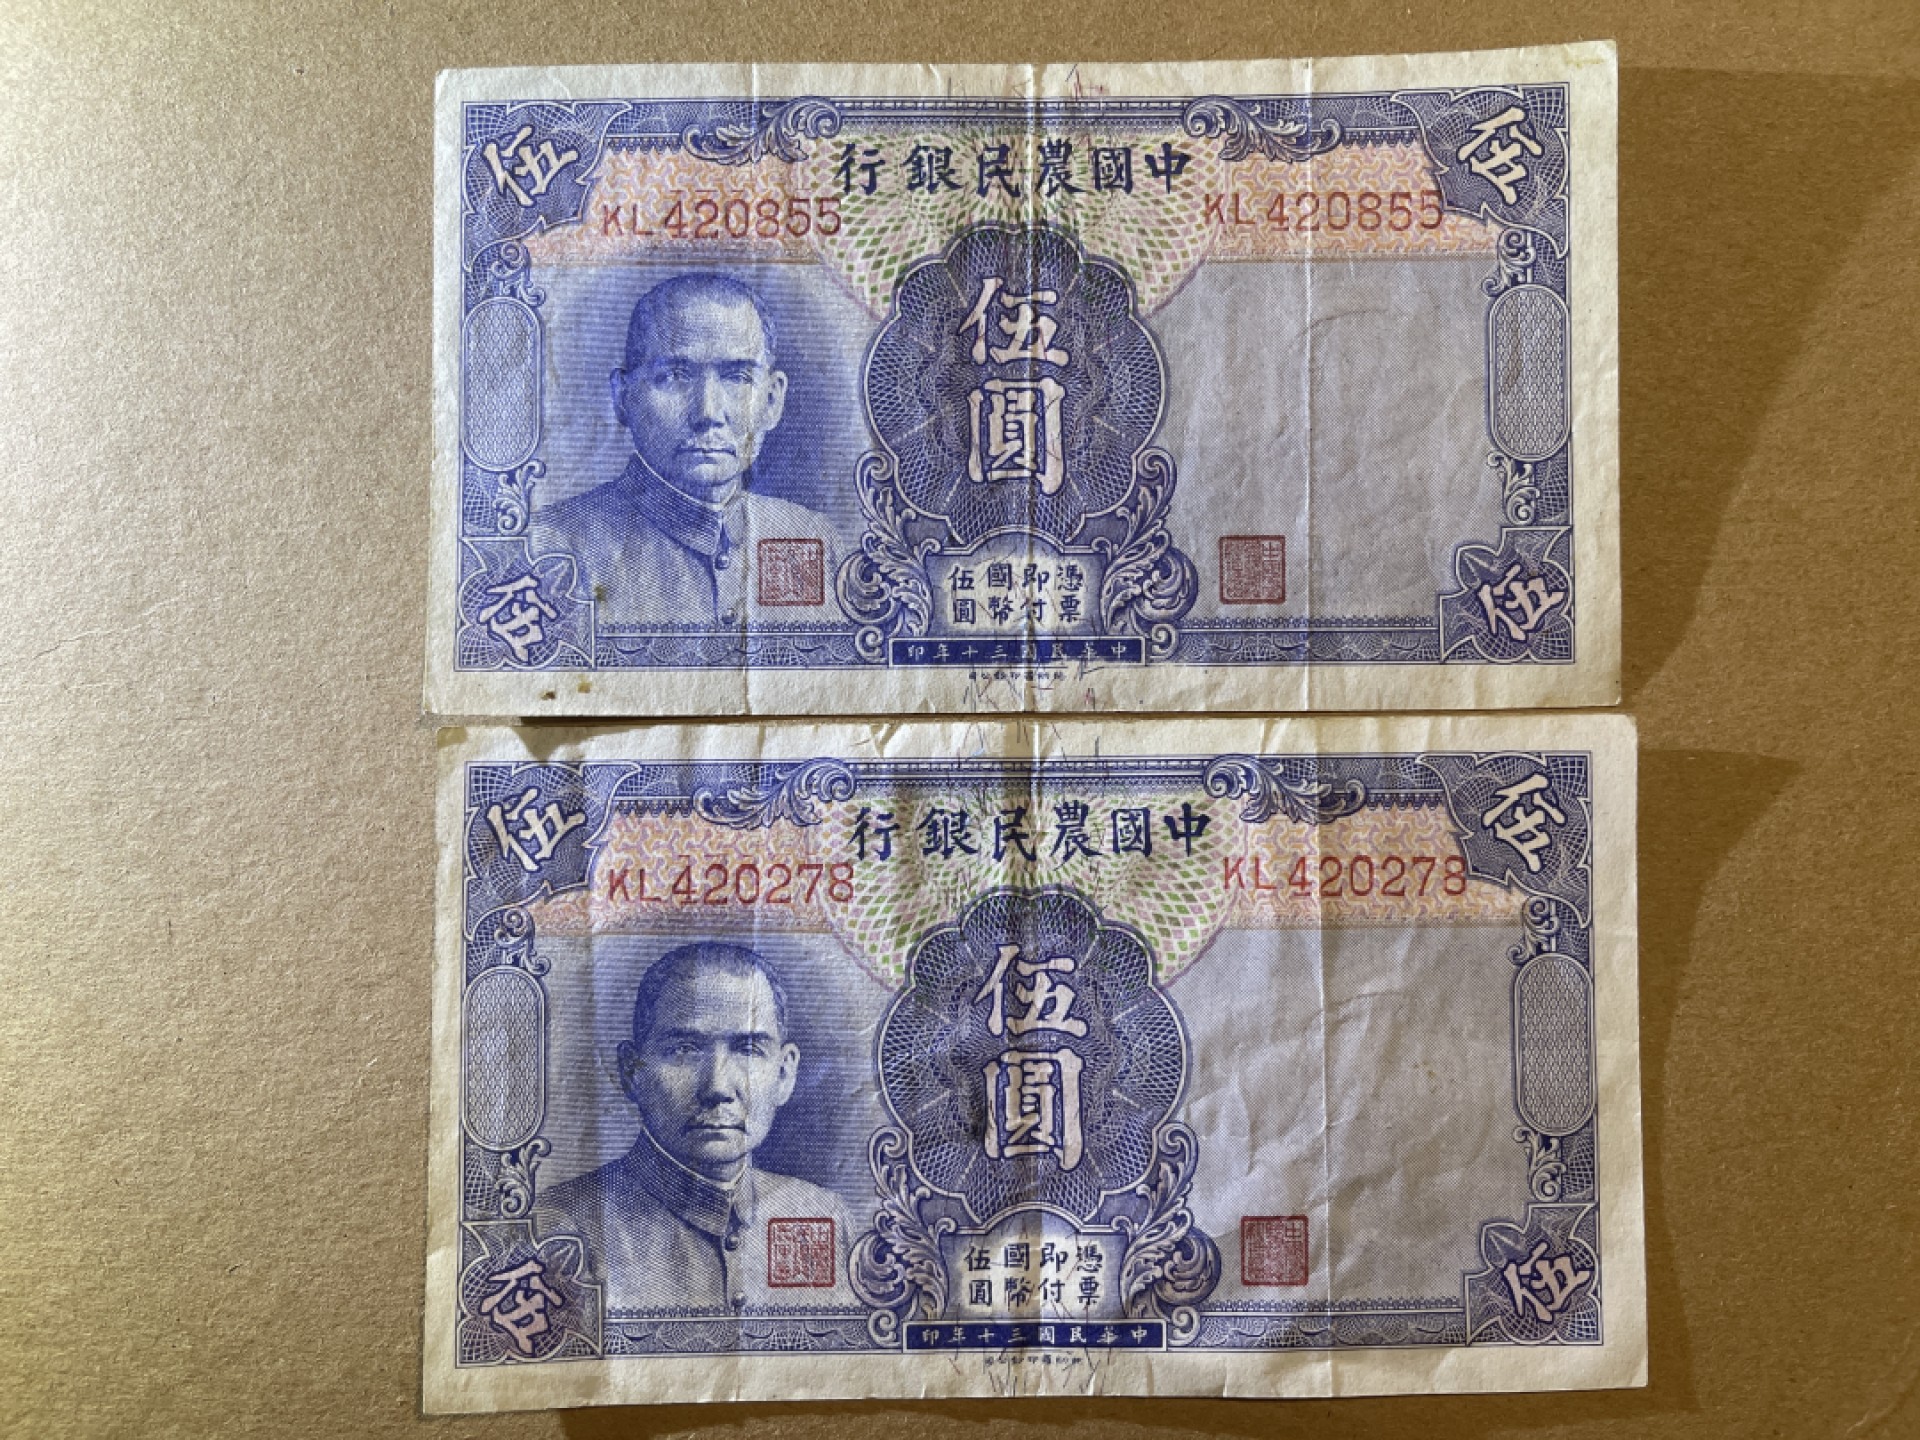 伍
伍
中國農民銀行
KL420855
KL420855
伍圓
憑票即付國幣伍圓
伍
伍
中華民國三十年印
伍
伍
中國農民銀行
KL420278
KL420278
伍圓
憑票即付國幣伍圓
伍
伍
中華民國三十年印